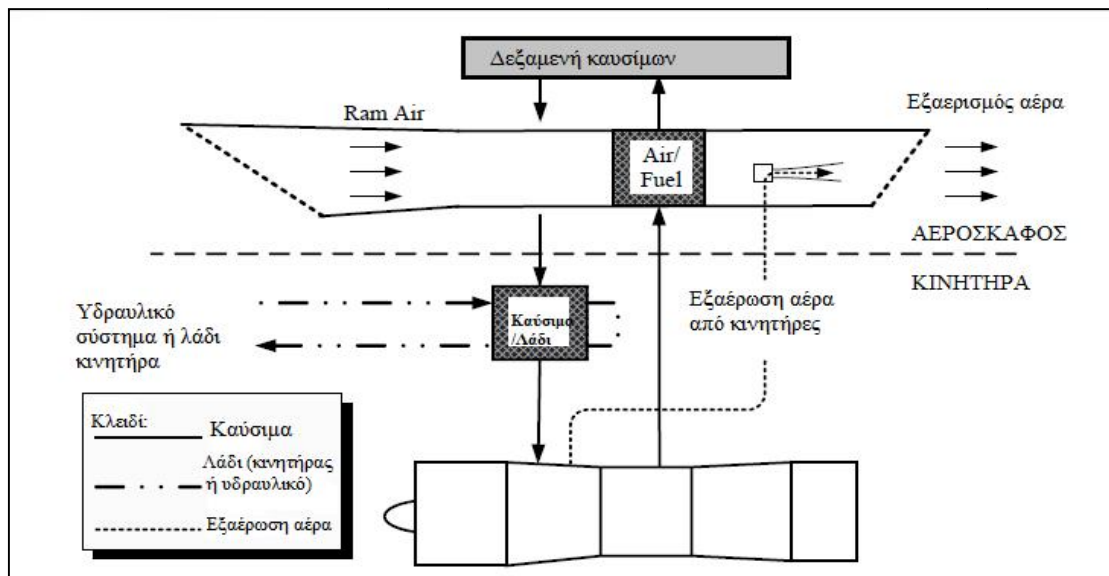 Δεξαμενή καυσίμων
Ram Air
Εξαερισμός αέρα
Air/
Fuel
ΑΕΡΟΣΚΑΦΟΣ
ΚΙΝΗΤΗΡΑ
Υδραυλικό
σύστημα ή λάδι
κινητήρα
Καύσιμο
/Λάδι
Εξαέρωση αέρα
από κινητήρες
Κλειδί:
Καύσιμα
Λάδι (κινητήρας
ή υδραυλικό)
Εξαέρωση αέρα